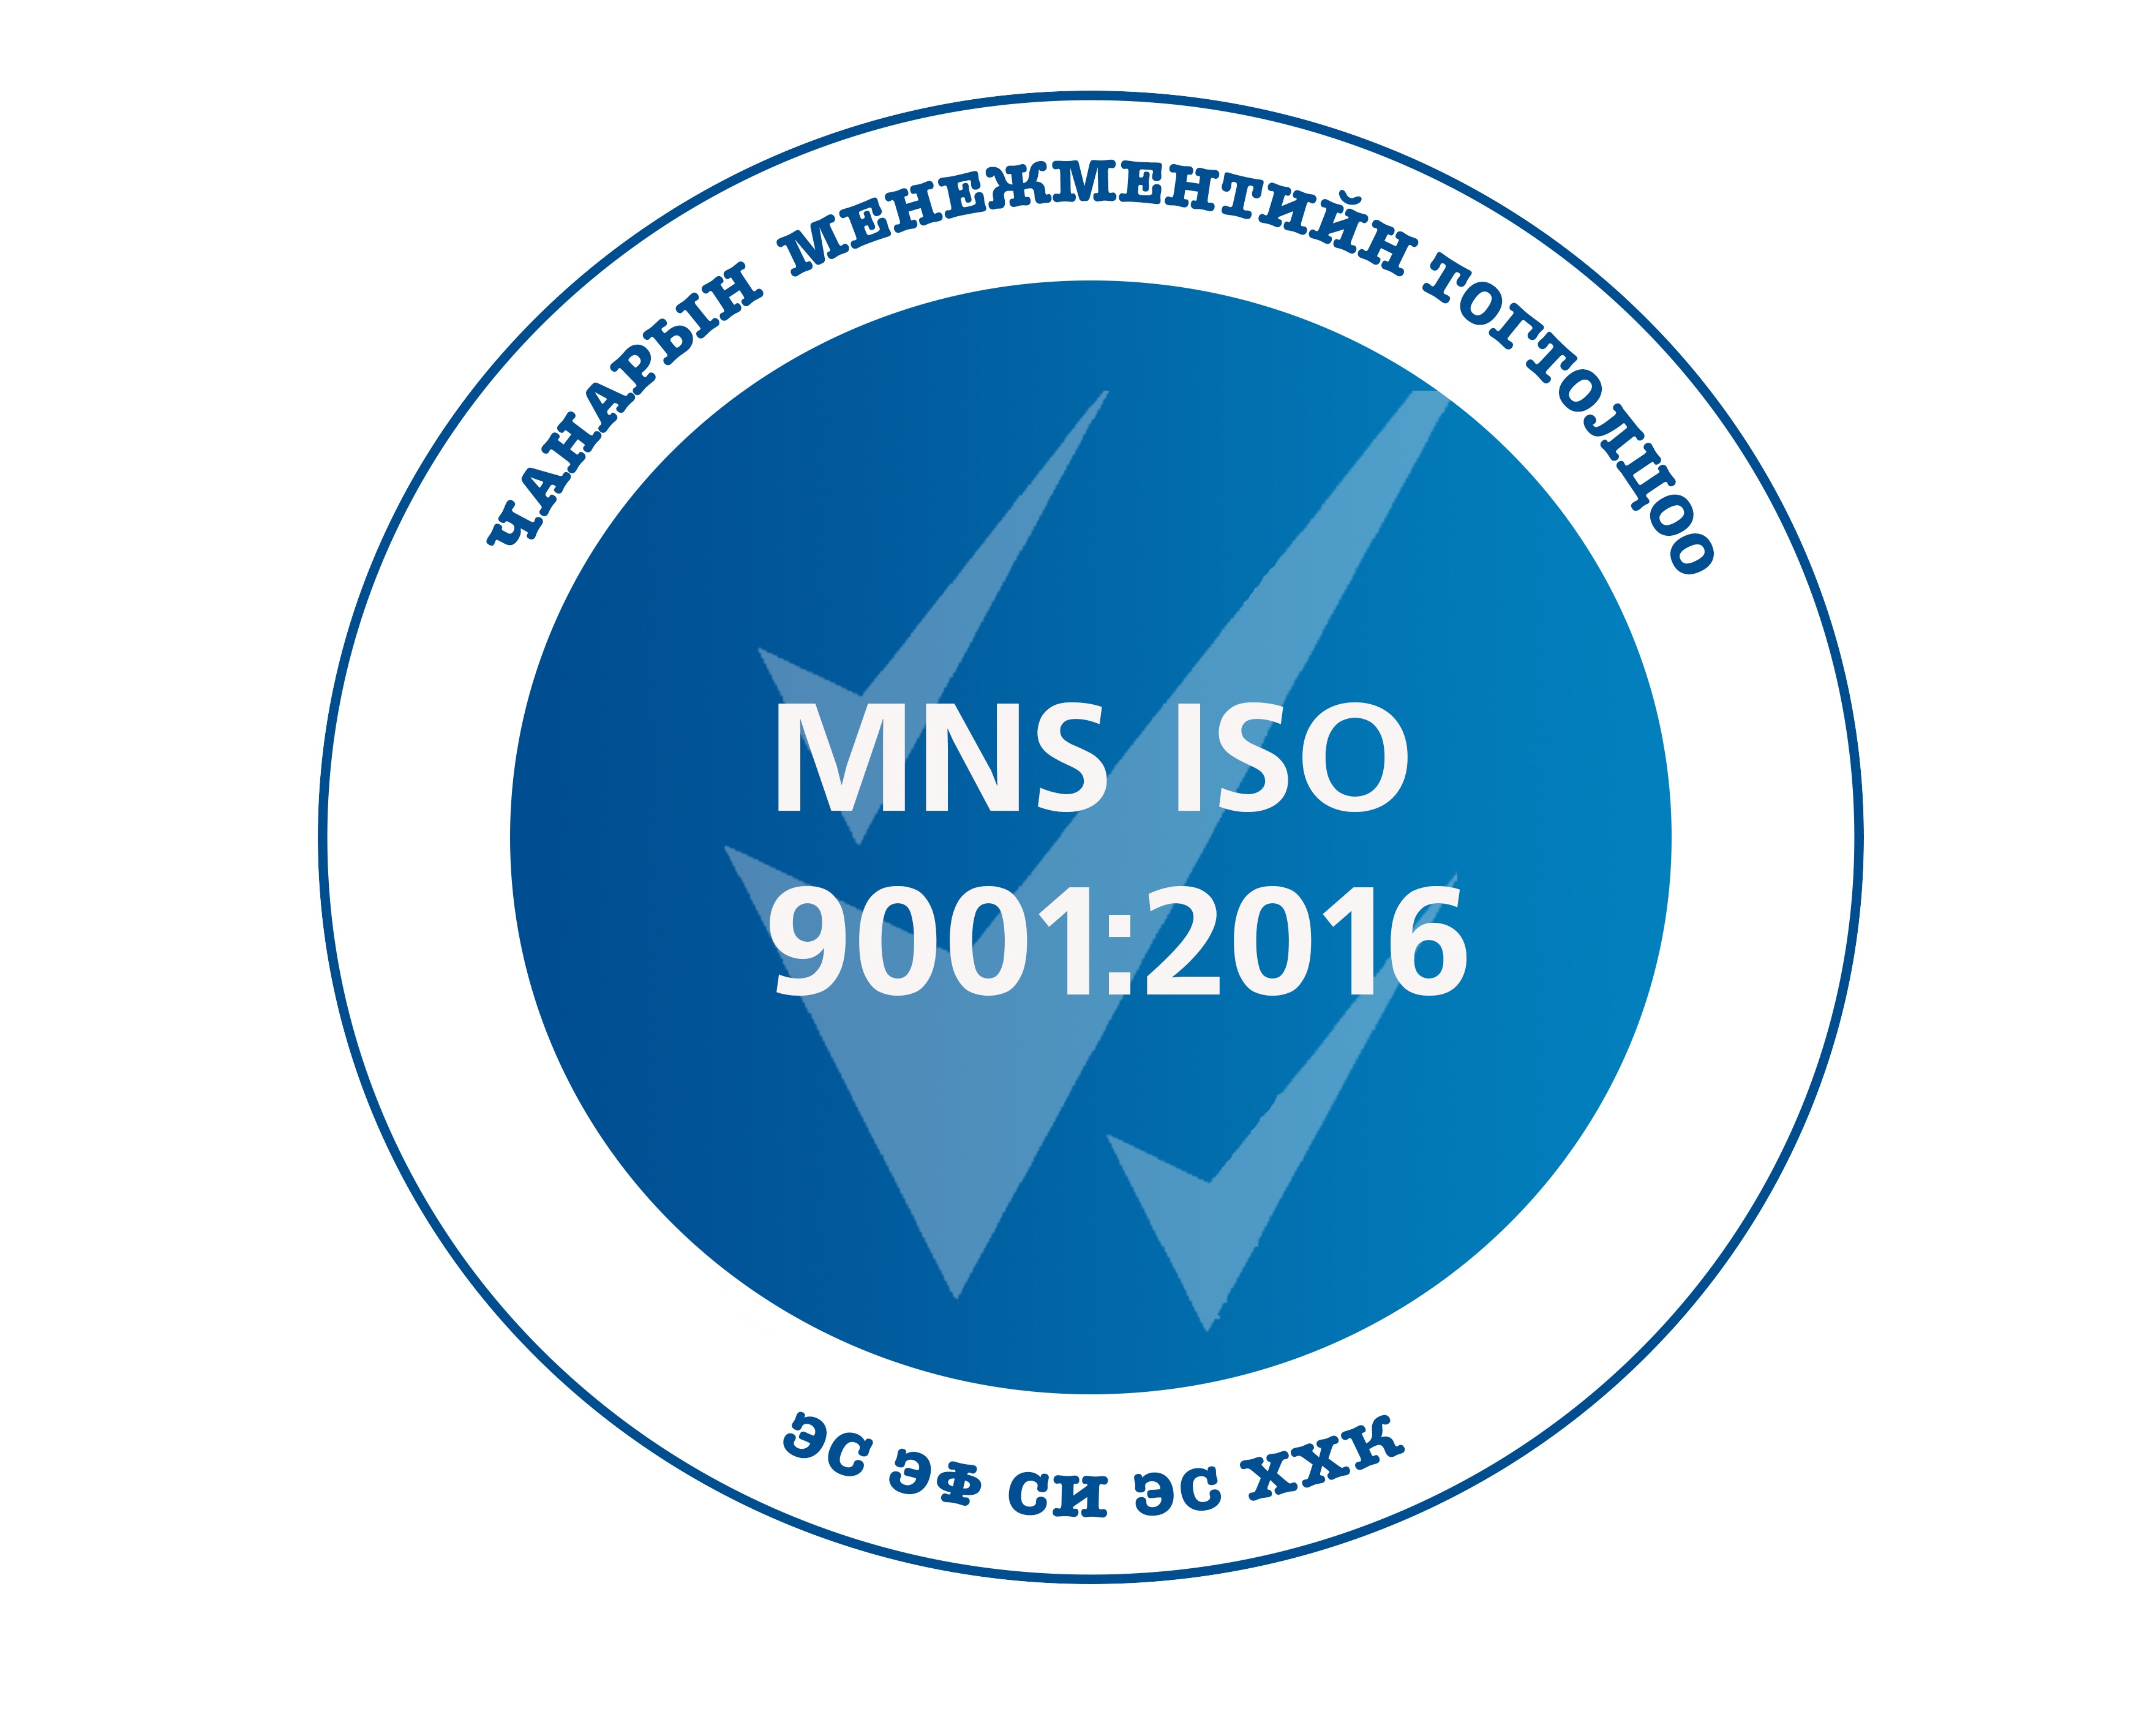 ЧАНАРЫН МЕНЕЖМЕНТИЙН ТОГТОЛЦОО
MNS ISO
9001:2016
ЭС ЭФ СИ ЭС ХХК